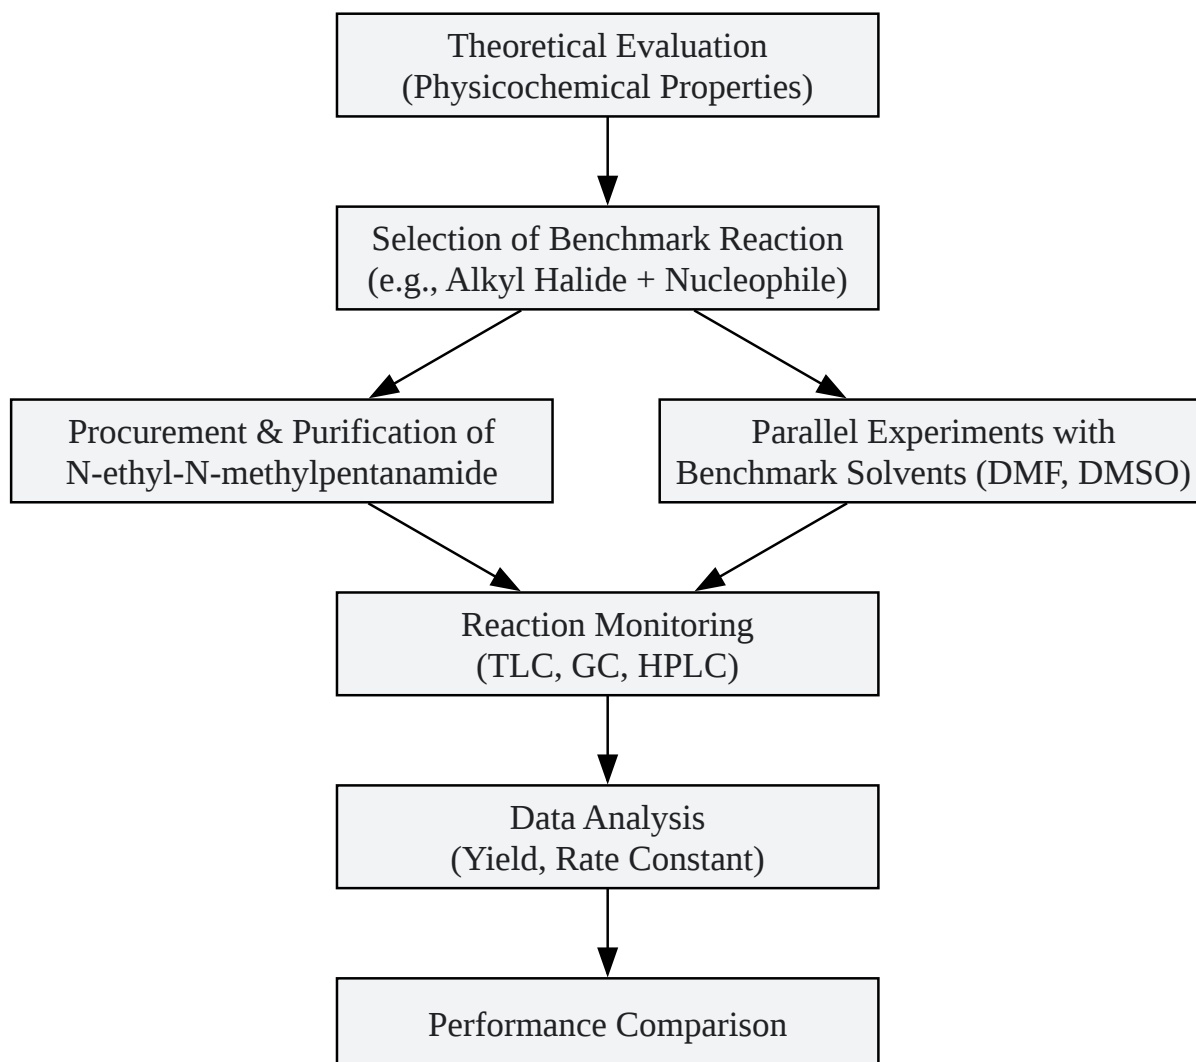 Theoretical Evaluation
(Physicochemical Properties)
Selection of Benchmark Reaction
(e.g., Alkyl Halide + Nucleophile)
Procurement & Purification of
N-ethyl-N-methylpentanamide
Parallel Experiments with
Benchmark Solvents (DMF, DMSO)
Reaction Monitoring
(TLC, GC, HPLC)
Data Analysis
(Yield, Rate Constant)
Performance Comparison